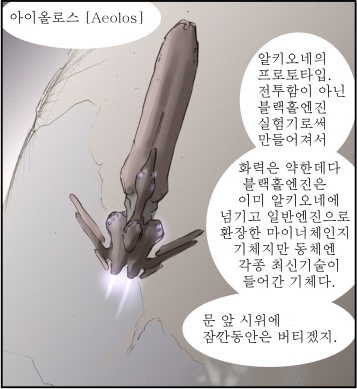 아이올로스 [Aeolos]
알키오네의
프로토타입.
전투함이 아닌
블랙홀엔진
실험기로써
만들어져서
화력은 약한데다
블랙홀엔진은
이미 알키오네에
넘기고 일반엔진으로
환장한 마이너체인지
기체지만 동체엔
각종 최신기술이
들어간 기체다.
문 앞 시위에
잠깐동안은 버티겠지.